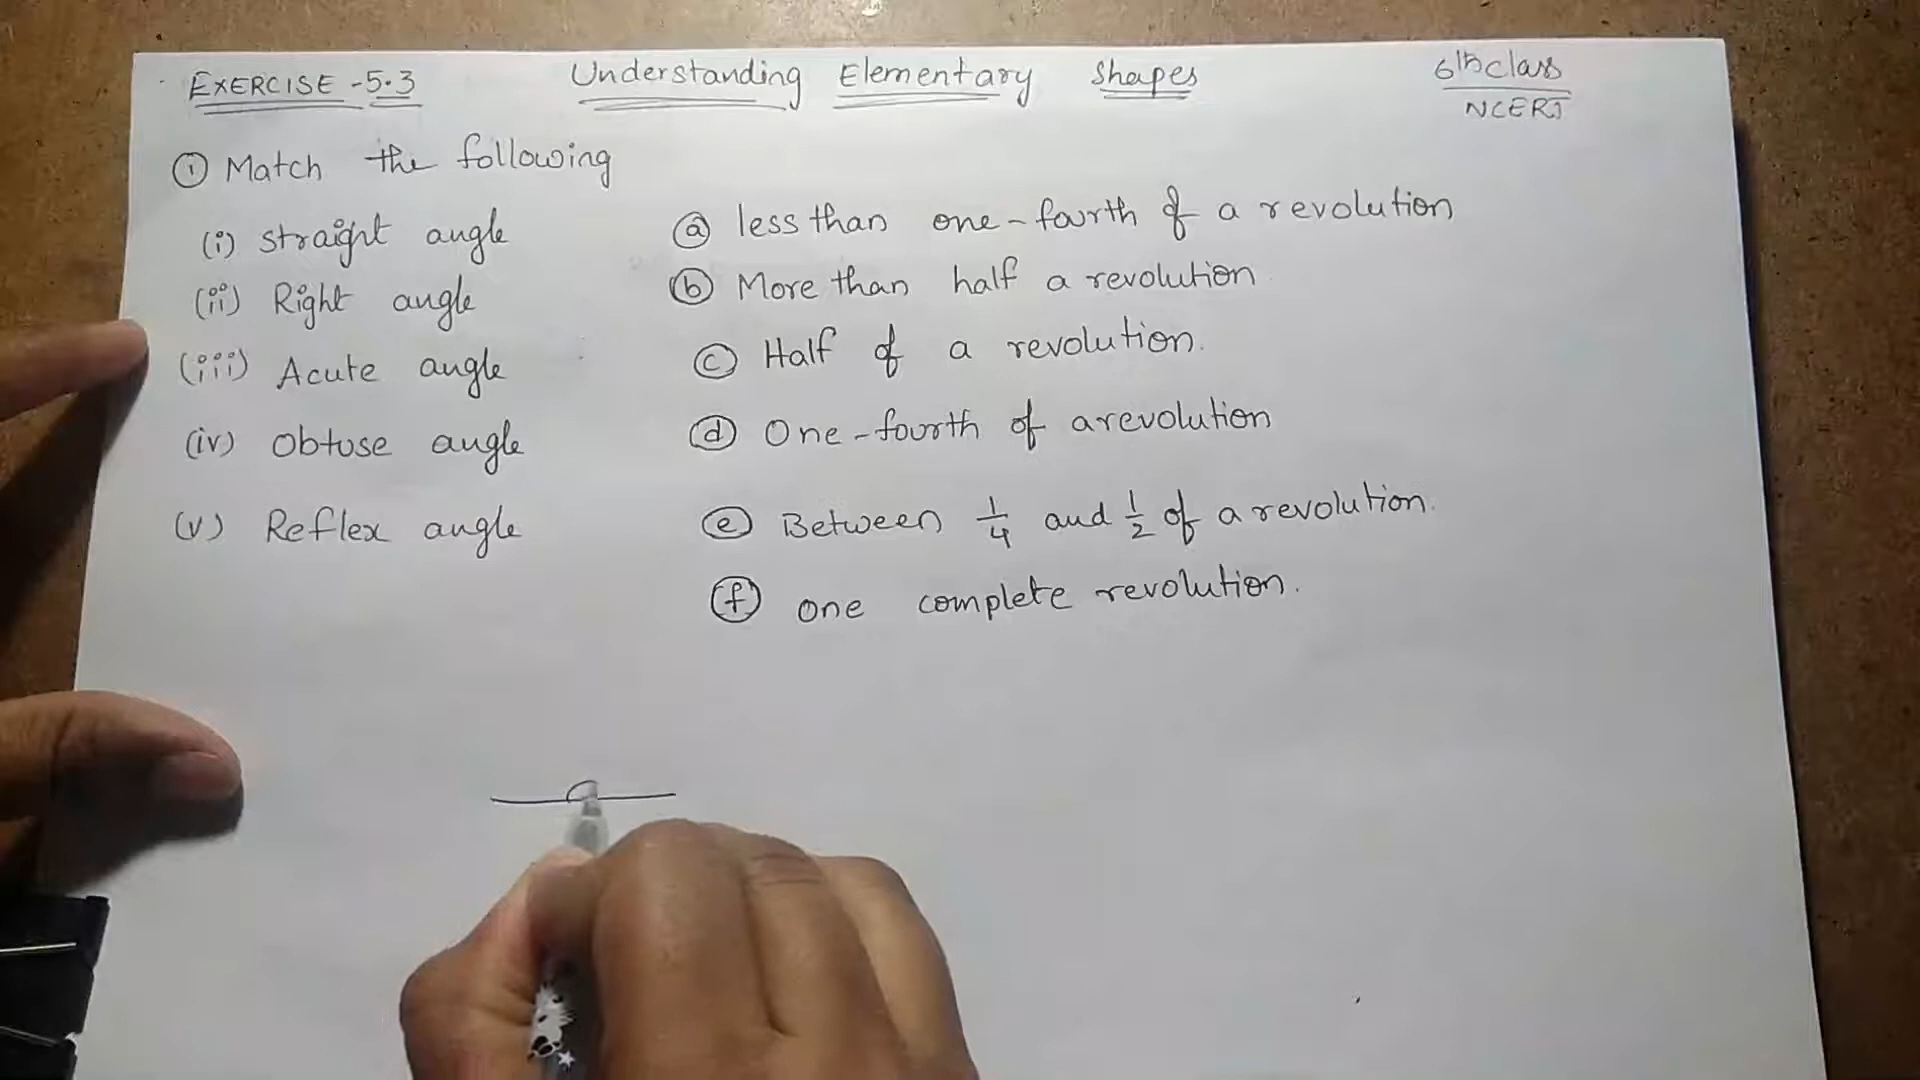 EXERCISE -5.3 Understanding Elementary Shapes 6th class
NCERT
① Match the following
(i) straight angle ⓐ less than one-fourth of a revolution
(ii) Right angle ⓑ More than half a revolution
(iii) Acute angle ⓒ Half of a revolution.
(iv) Obtuse angle ⓓ One-fourth of a revolution
(v) Reflex angle ⓔ Between 1/4 and 1/2 of a revolution.
ⓕ one complete revolution.